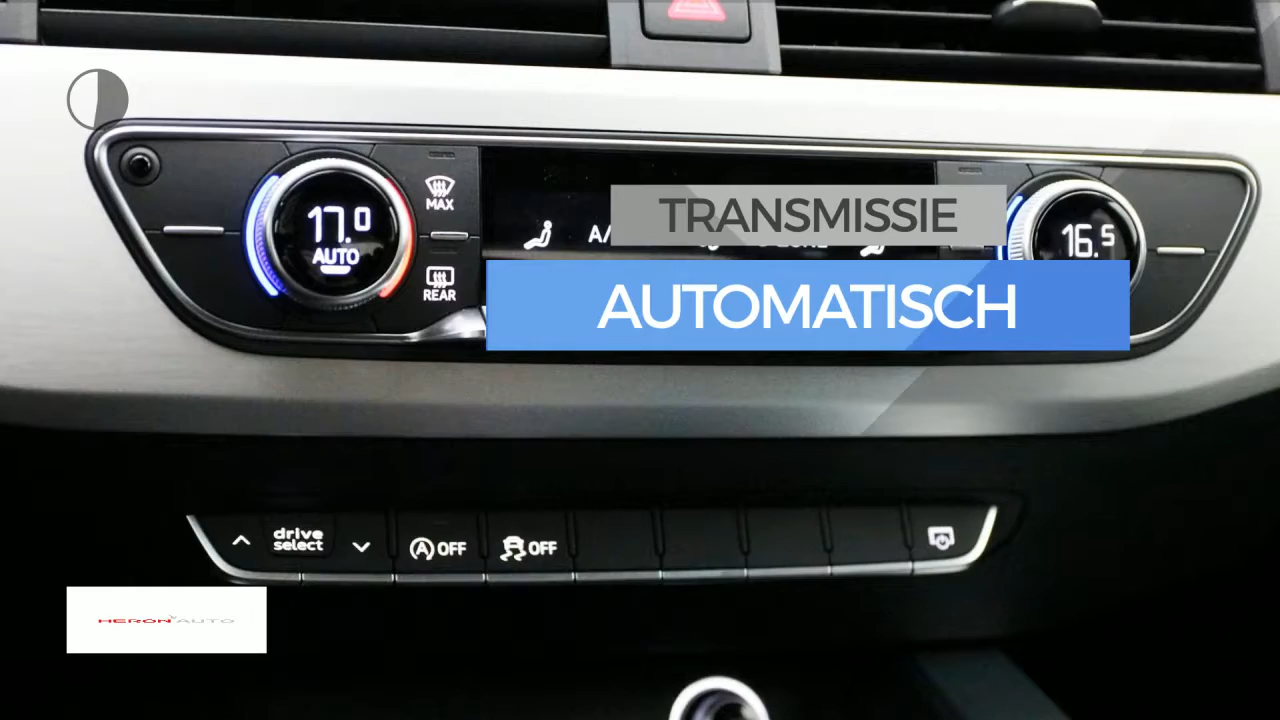 MAX
17.0
AUTO
REAR
A/
TRANSMISSIE
16.5
AUTOMATISCH
drive
select
A OFF
OFF
HERON AUTO